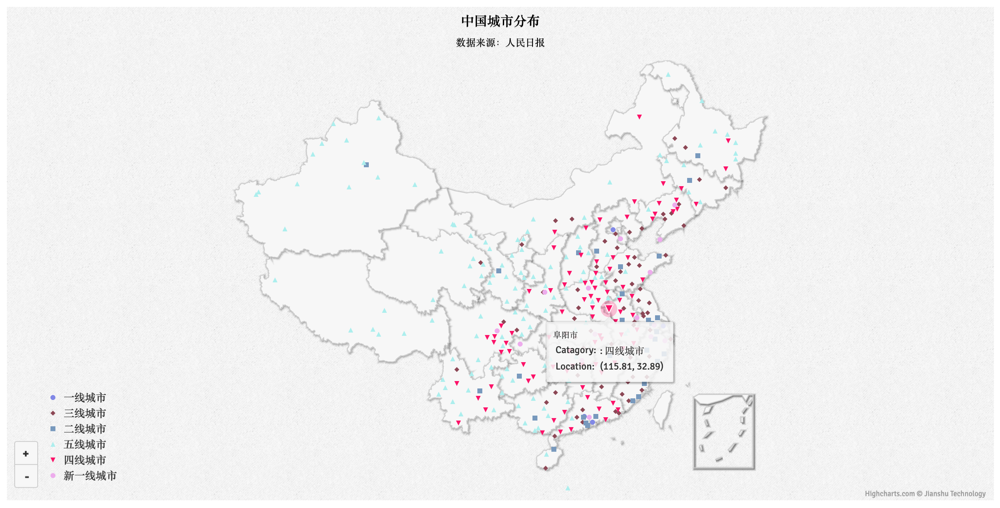 中国城市分布
数据来源：人民日报
阜阳市
Catagory: : 四线城市
Location: (115.81, 32.89)
一线城市
三线城市
二线城市
五线城市
四线城市
新一线城市
+
-
Highcharts.com © Jianshu Technology